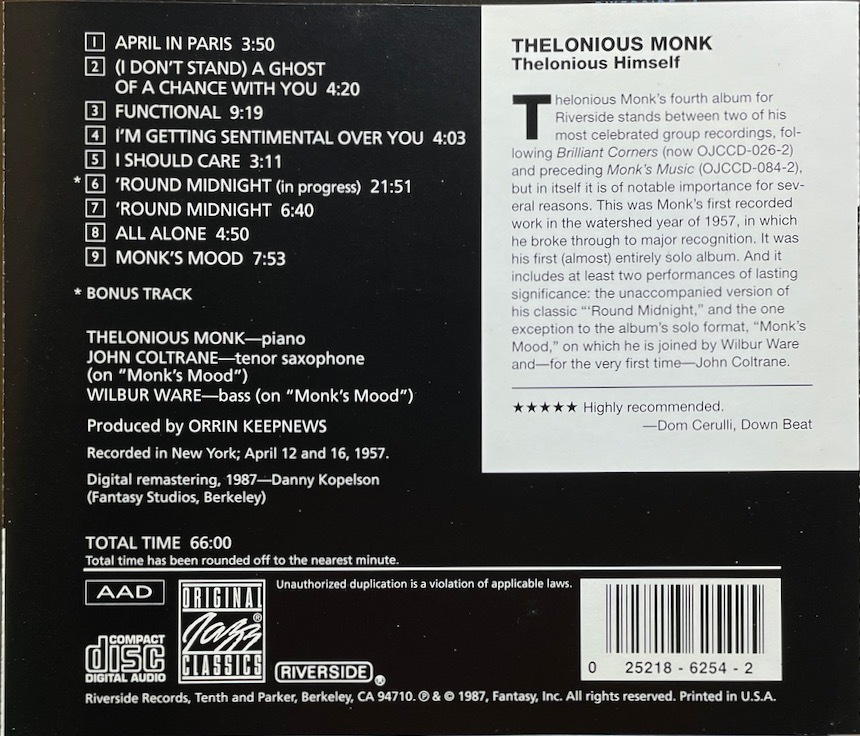 1 APRIL IN PARIS 3:50
2 (I DON'T STAND) A GHOST
OF A CHANCE WITH YOU 4:20
3 FUNCTIONAL 9:19
4 I'M GETTING SENTIMENTAL OVER YOU 4:03
5 I SHOULD CARE 3:11
* 6 'ROUND MIDNIGHT (in progress) 21:51
7 'ROUND MIDNIGHT 6:40
8 ALL ALONE 4:50
9 MONK'S MOOD 7:53
* BONUS TRACK
THELONIOUS MONK—piano
JOHN COLTRANE—tenor saxophone
(on "Monk's Mood")
WILBUR WARE—bass (on "Monk's Mood")
Produced by ORRIN KEEPNEWS
Recorded in New York; April 12 and 16, 1957.
Digital remastering, 1987—Danny Kopelson
(Fantasy Studios, Berkeley)
TOTAL TIME 66:00
Total time has been rounded off to the nearest minute.
THELONIOUS MONK
Thelonious Himself
Thelonious Monk's fourth album for
Riverside stands between two of his
most celebrated group recordings, fol-
lowing Brilliant Corners (now OJCCD-026-2)
and preceding Monk's Music (OJCCD-084-2),
but in itself it is of notable importance for sev-
eral reasons. This was Monk's first recorded
work in the watershed year of 1957, in which
he broke through to major recognition. It was
his first (almost) entirely solo album. And it
includes at least two performances of lasting
significance: the unaccompanied version of
his classic "'Round Midnight," and the one
exception to the album's solo format, "Monk's
Mood," on which he is joined by Wilbur Ware
and—for the very first time—John Coltrane.
★★★★★ Highly recommended.
—Dom Cerulli, Down Beat
AAD
COMPACT
disc
DIGITAL AUDIO
ORIGINAL
Jazz ®
CLASSICS
Unauthorized duplication is a violation of applicable laws.
RIVERSIDE ®
0 25218 - 6254 - 2
Riverside Records, Tenth and Parker, Berkeley, CA 94710. ℗ & © 1987, Fantasy, Inc. All rights reserved. Printed in U.S.A.